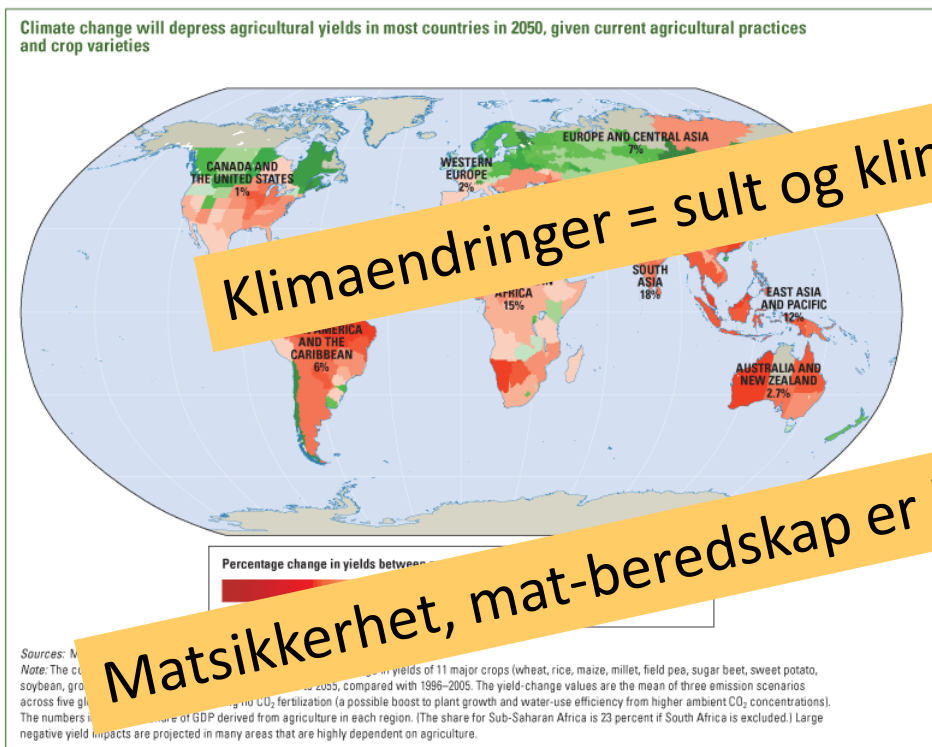 Climate change will depress agricultural yields in most countries in 2050, given current agricultural practices
and crop varieties
EUROPE AND CENTRAL ASIA
7%
CANADA AND
THE UNITED STATES
1%
WESTERN
EUROPE
2%
Klimaendringer = sult og
SOUTH
ASIA
18%
AFRICA
15%
EAST ASIA
AND PACIFIC
12%
AMERICA
AND THE
CARIBBEAN
6%
AUSTRALIA AND
NEW ZEALAND
2.7%
Percentage change in yields between
Matsikkerhet, mat-beredskap er
Sources:
Note: The in yields of 11 major crops (wheat, rice, maize, millet, field pea, sugar beet, sweet potato,
soybean, to 2055, compared with 1996–2005. The yield-change values are the mean of three emission scenarios
across five no CO₂ fertilization (a possible boost to plant growth and water-use efficiency from higher ambient CO₂ concentrations).
The numbers of GDP derived from agriculture in each region. (The share for Sub-Saharan Africa is 23 percent if South Africa is excluded.) Large
negative yield impacts are projected in many areas that are highly dependent on agriculture.